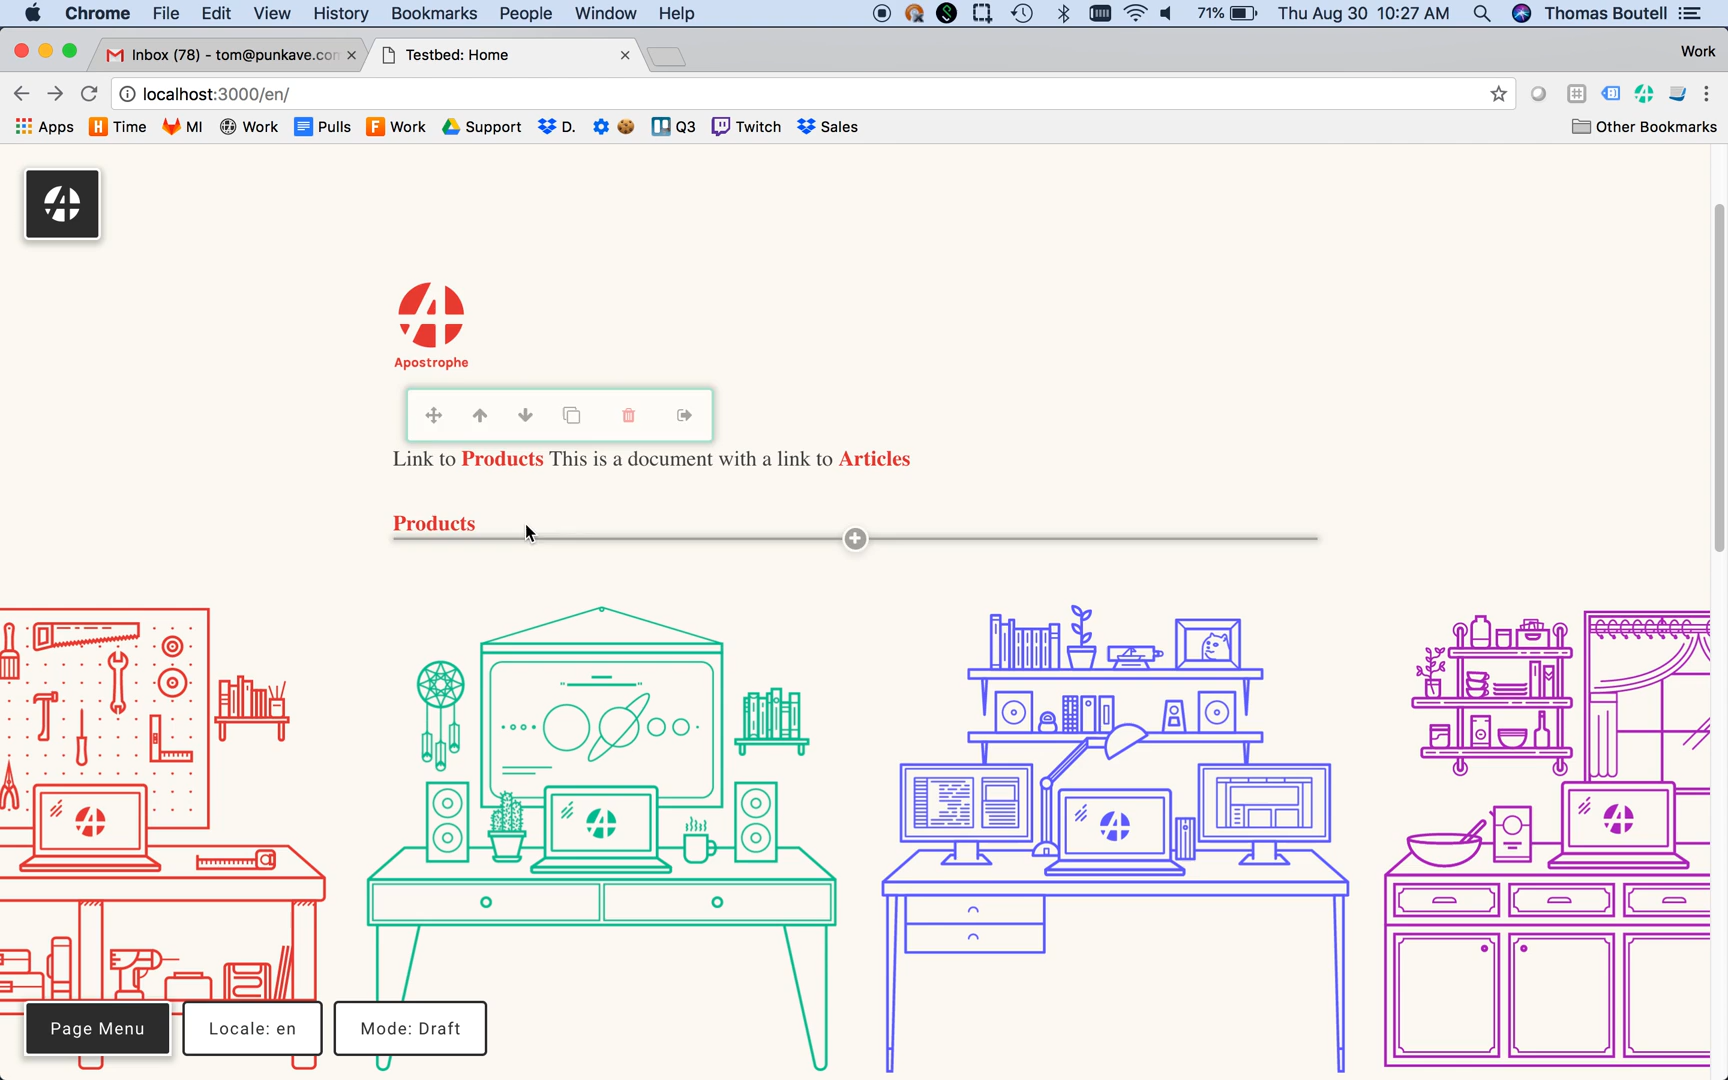 Chrome File Edit View History Bookmarks People Window Help 71% Thu Aug 30 10:27 AM Thomas Boutell
Inbox (78) - tom@punkave.com Testbed: Home Work
localhost:3000/en/
Apps Time MI Work Pulls Work Support D. Q3 Twitch Sales Other Bookmarks
Apostrophe
Link to Products This is a document with a link to Articles
Products
Page Menu Locale: en Mode: Draft